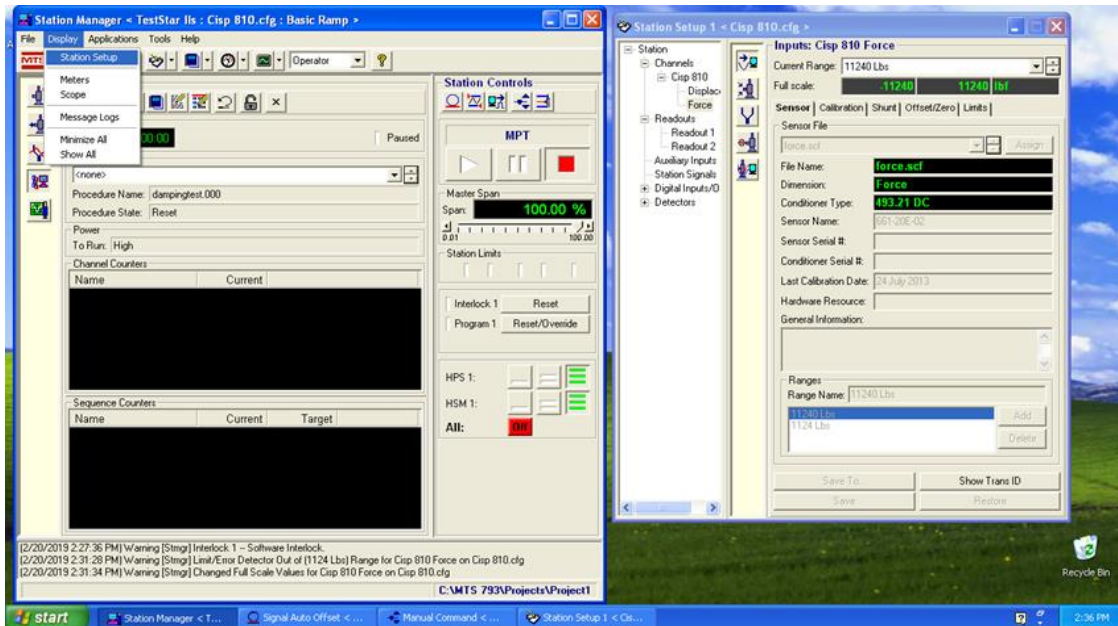 Station Manager < TestStar IIs : Cisp 810.cfg : Basic Ramp >
File Display Applications Tools Help
MTS
Station Setup
Meters
Scope
Message Logs
Minimize All
Show All
Operator
Paused
<none>
Procedure Name: dampingtest.000
Procedure State: Reset
Power
To Run: High
Channel Counters
Name Current
Sequence Counters
Name Current Target
Station Controls
MPT
Master Span
Span: 100.00 %
0.01 100.00
Station Limits
Interlock 1 Reset
Program 1 Reset/Override
HPS 1:
HSM 1:
All: Off
(2/20/2019 2:27:36 PM) Warning [Stmgr] Interlock 1 -- Software Interlock.
(2/20/2019 2:31:28 PM) Warning [Stmgr] Limit/Error Detector Out of (1124 Lbs) Range for Cisp 810 Force on Cisp 810.cfg
(2/20/2019 2:31:34 PM) Warning [Stmgr] Changed Full Scale Values for Cisp 810 Force on Cisp 810.cfg
C:\MTS 793\Projects\Project1
Station Setup 1 < Cisp 810.cfg >
Station
Channels
Cisp 810
Force
Readouts
Readout 1
Readout 2
Auxiliary Inputs
Station Signals
Digital Inputs/O
Detectors
Inputs: Cisp 810 Force
Current Range: 11240 Lbs
Full scale: -11240 11240 lbf
Sensor Calibration Shunt Offset/Zero Limits
Sensor File
force.scf Assign
File Name: force.scf
Dimension: Force
Conditioner Type: 493.21 DC
Sensor Name: 661-20E-02
Sensor Serial #:
Conditioner Serial #:
Last Calibration Date: 24 July 2013
Hardware Resource:
General Information:
Ranges
Range Name: 11240 Lbs
11240 Lbs Add
1124 Lbs
Delete
Save To... Show Trans ID
Save Restore
Recycle Bin
start
Station Manager < T...
Signal Auto Offset < ...
Manual Command < ...
Station Setup 1 < Cis...
2:36 PM